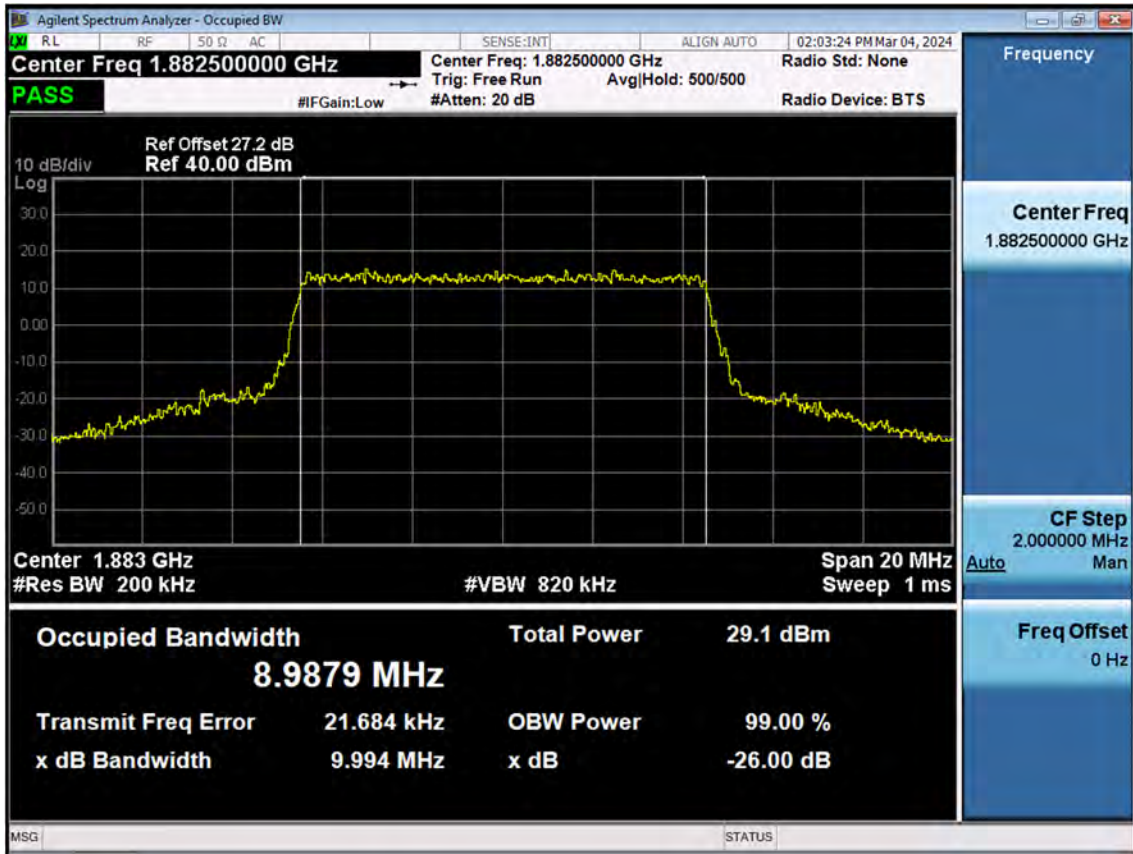 Agilent Spectrum Analyzer - Occupied BW
LXI RL RF 50 Ω AC SENSE:INT ALIGN AUTO 02:03:24 PM Mar 04, 2024
Center Freq 1.882500000 GHz Center Freq: 1.882500000 GHz Radio Std: None
Trig: Free Run Avg|Hold: 500/500
PASS #IFGain:Low #Atten: 20 dB Radio Device: BTS
Ref Offset 27.2 dB
10 dB/div Ref 40.00 dBm
Log
30.0
20.0
10.0
0.00
-10.0
-20.0
-30.0
-40.0
-50.0
Center 1.883 GHz Span 20 MHz
#Res BW 200 kHz #VBW 820 kHz Sweep 1 ms
Occupied Bandwidth Total Power 29.1 dBm
8.9879 MHz
Transmit Freq Error 21.684 kHz OBW Power 99.00 %
x dB Bandwidth 9.994 MHz x dB -26.00 dB
MSG STATUS
Frequency
Center Freq
1.882500000 GHz
CF Step
2.000000 MHz
Auto Man
Freq Offset
0 Hz